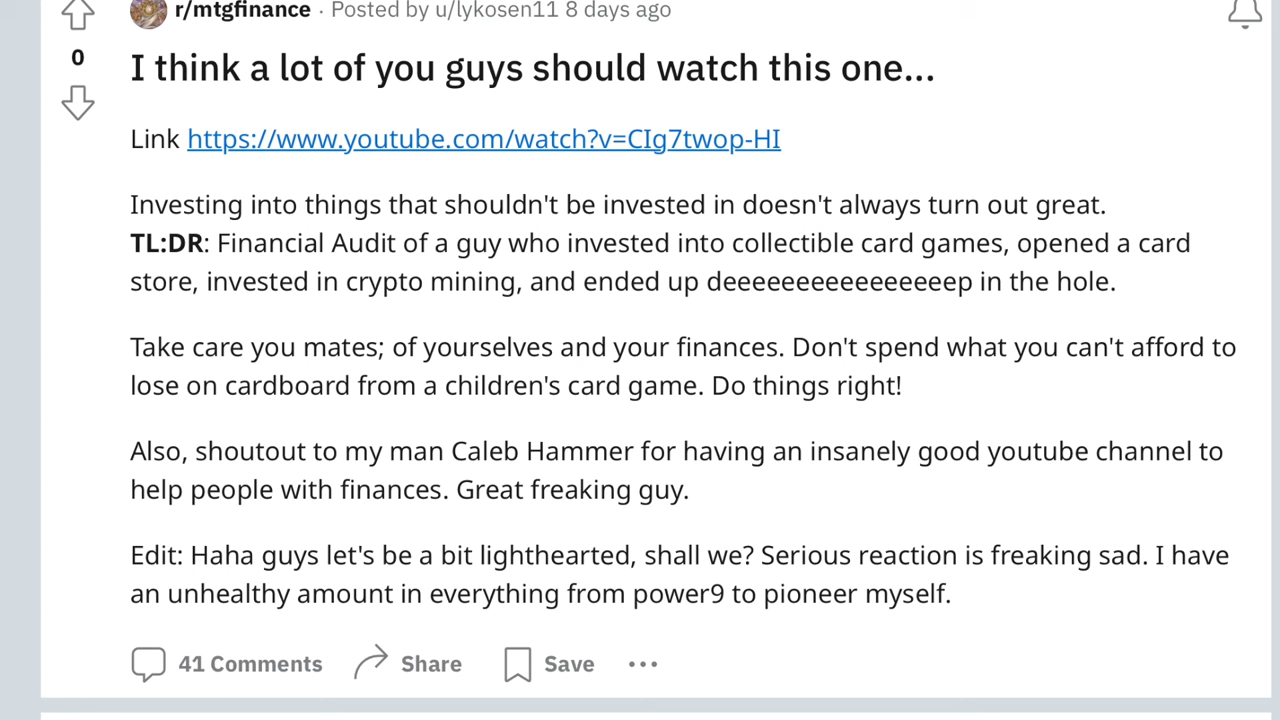 r/mtgfinance · Posted by u/lykosen11 8 days ago
0
I think a lot of you guys should watch this one...
Link https://www.youtube.com/watch?v=CIg7twop-HI
Investing into things that shouldn't be invested in doesn't always turn out great.
TL:DR: Financial Audit of a guy who invested into collectible card games, opened a card
store, invested in crypto mining, and ended up deeeeeeeeeeeeeeeep in the hole.
Take care you mates; of yourselves and your finances. Don't spend what you can't afford to
lose on cardboard from a children's card game. Do things right!
Also, shoutout to my man Caleb Hammer for having an insanely good youtube channel to
help people with finances. Great freaking guy.
Edit: Haha guys let's be a bit lighthearted, shall we? Serious reaction is freaking sad. I have
an unhealthy amount in everything from power9 to pioneer myself.
41 Comments Share Save